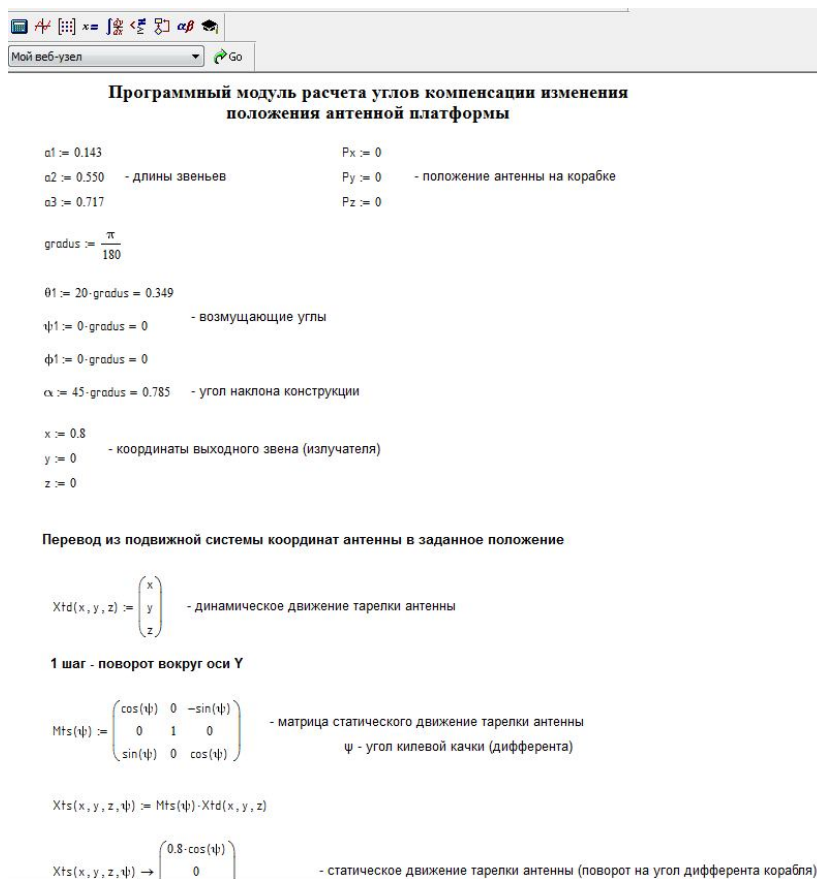 x= αβ
Мой веб-узел Go
Программный модуль расчета углов компенсации изменения
положения антенной платформы
a1 := 0.143 Px := 0
a2 := 0.550 - длины звеньев Py := 0 - положение антенны на корабке
a3 := 0.717 Pz := 0
gradus := π/180
θ1 := 20·gradus = 0.349
- возмущающие углы
ψ1 := 0·gradus = 0
ϕ1 := 0·gradus = 0
α := 45·gradus = 0.785 - угол наклона конструкции
x := 0.8
- координаты выходного звена (излучателя)
y := 0
z := 0
Перевод из подвижной системы координат антенны в заданное положение
x
Xtd(x,y,z) := y - динамическое движение тарелки антенны
z
1 шаг - поворот вокруг оси Y
cos(ψ) 0 −sin(ψ)
Mts(ψ) := 0 1 0 - матрица статического движение тарелки антенны
sin(ψ) 0 cos(ψ) ψ - угол килевой качки (дифферента)
Xts(x,y,z,ψ) := Mts(ψ)·Xtd(x,y,z)
0.8·cos(ψ)
Xts(x,y,z,ψ) → 0 - статическое движение тарелки антенны (поворот на угол дифферента корабля)